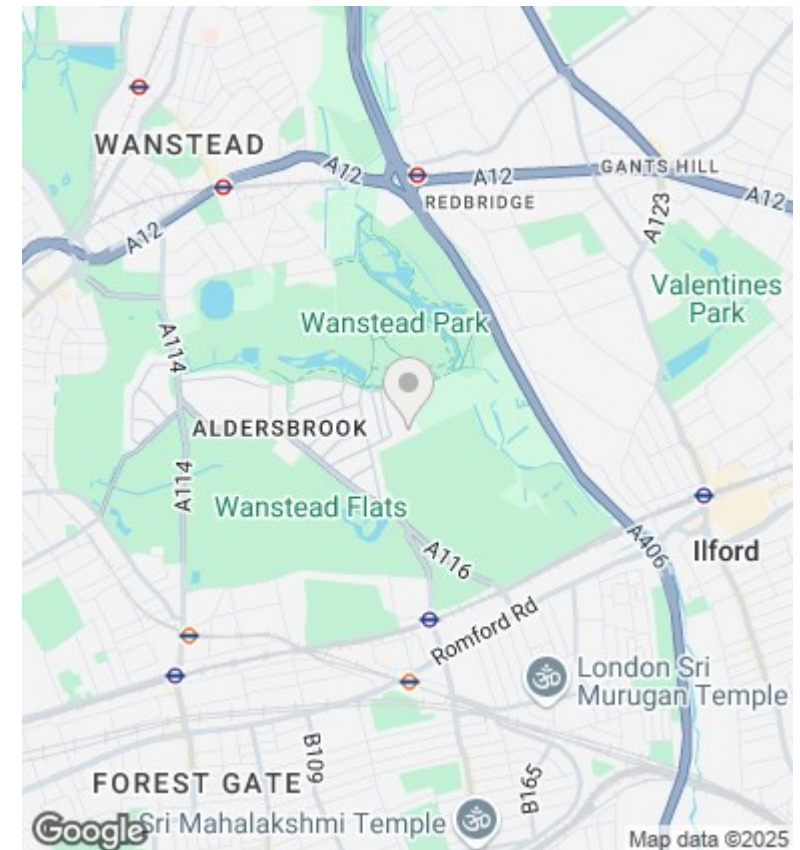 WANSTEAD
A12
A12
GANTS HILL
REDBRIDGE
A12
A12
A123
Valentines
Park
Wanstead Park
A114
ALDERSBROOK
A114
Wanstead Flats
A116
A406
Ilford
Romford Rd
London Sri
Murugan Temple
B109
B165
FOREST GATE
Sri Mahalakshmi Temple
Google
Map data ©2025